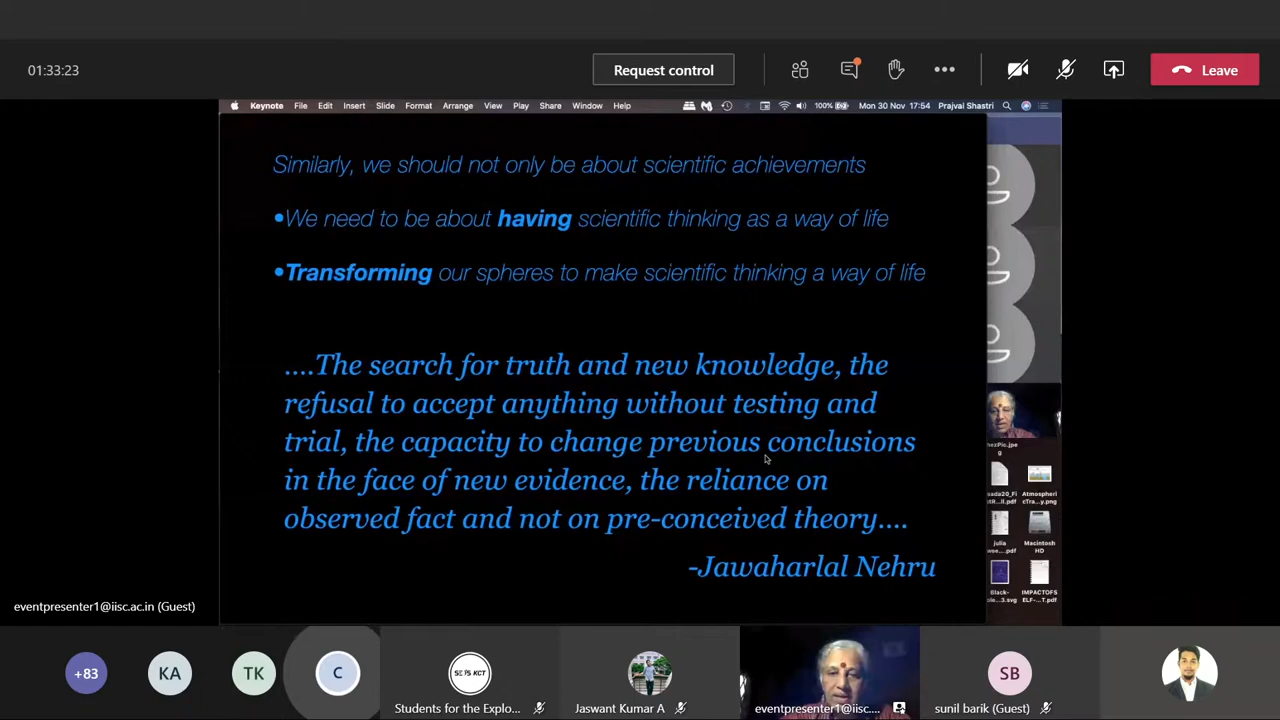 01:33:23
Request control
Leave
Keynote File Edit Insert Slide Format Arrange View Play Share Window Help
100% Mon 30 Nov 17:54 Prajval Shastri
Similarly, we should not only be about scientific achievements
•We need to be about having scientific thinking as a way of life
•Transforming our spheres to make scientific thinking a way of life
....The search for truth and new knowledge, the
refusal to accept anything without testing and
trial, the capacity to change previous conclusions
in the face of new evidence, the reliance on
observed fact and not on pre-conceived theory....
-Jawaharlal Nehru
Macintosh
HD
eventpresenter1@iisc.ac.in (Guest)
+83
KA
TK
C
SEDS KCT
SB
Students for the Explo...
Jaswant Kumar A
eventpresenter1@iisc....
sunil barik (Guest)